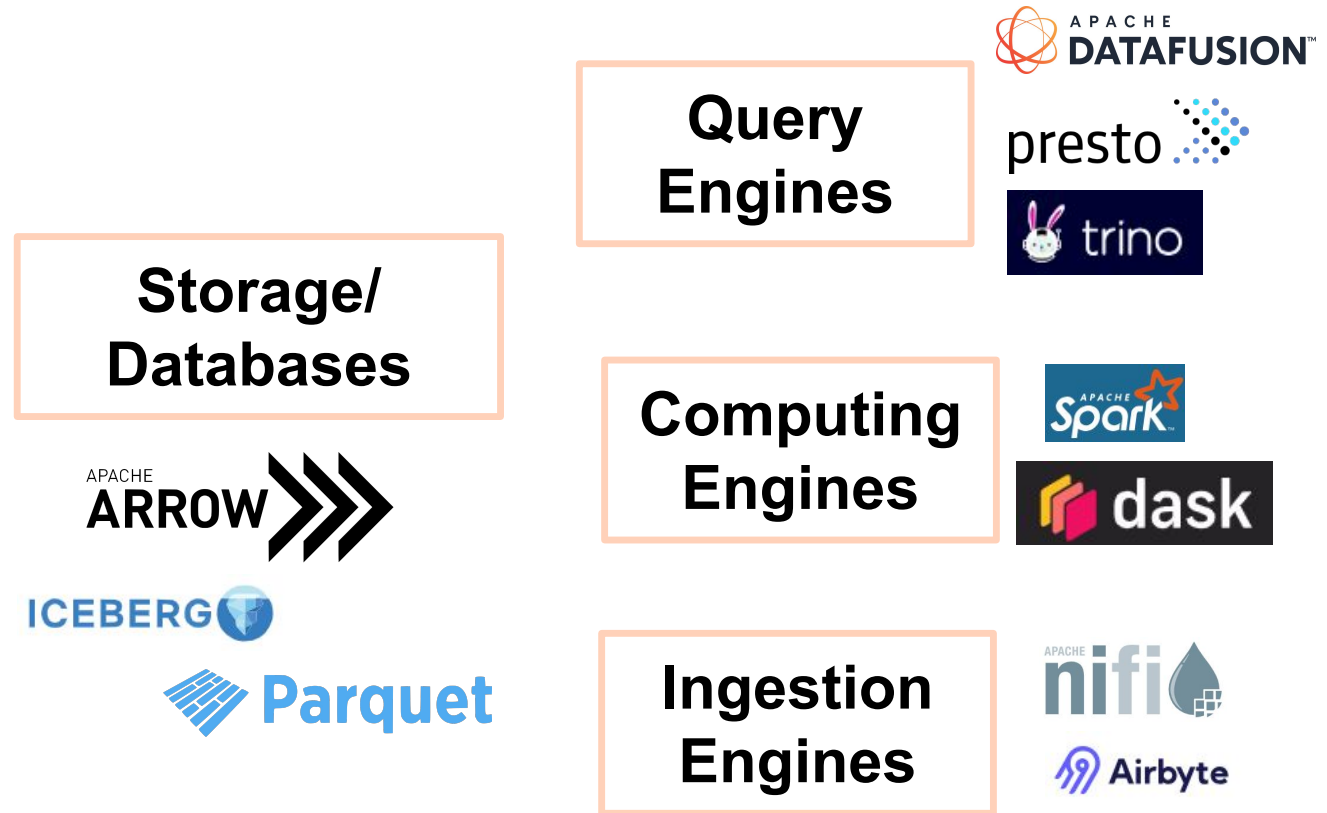 Storage/
Databases
APACHE
ARROW
ICEBERG
Parquet
Query
Engines
APACHE
DATAFUSION™
presto
trino
Computing
Engines
APACHE
Spark™
dask
Ingestion
Engines
APACHE
nifi
Airbyte